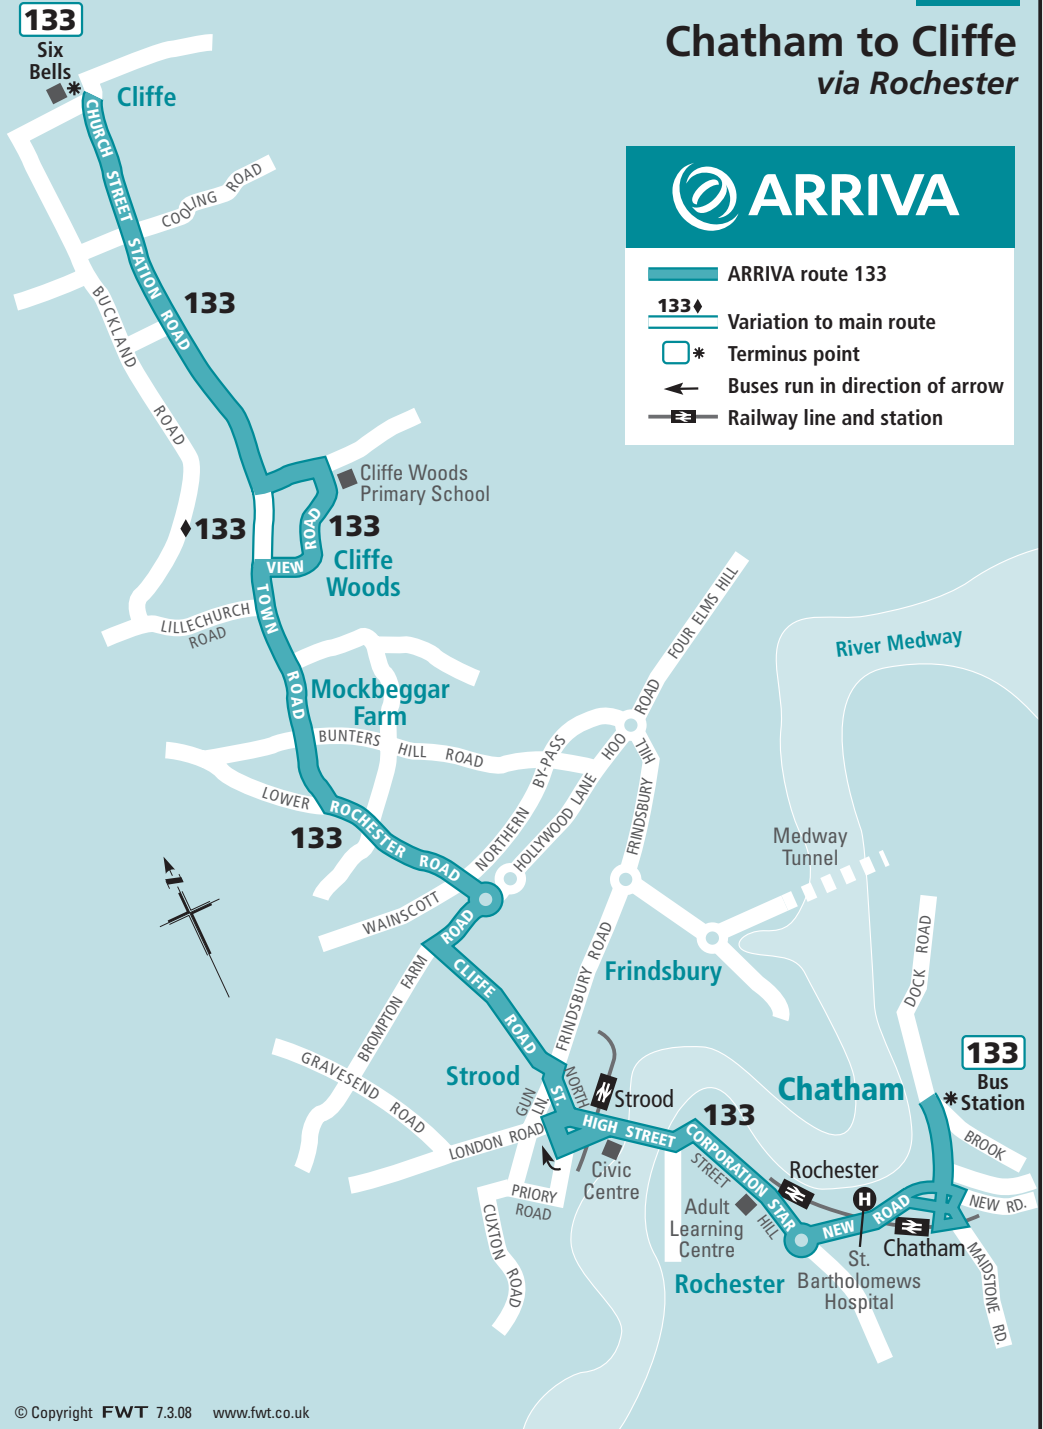 133
Six
Bells
Cliffe
Chatham to Cliffe
via Rochester
ARRIVA
ARRIVA route 133
133
Variation to main route
Terminus point
Buses run in direction of arrow
Railway line and station
CHURCH STREET
STATION ROAD
COOLING ROAD
133
BUCKLAND ROAD
Cliffe Woods
Primary School
133
133
ROAD
VIEW
Cliffe
Woods
LILLECHURCH
ROAD
TOWN ROAD
FOUR ELMS HILL
River Medway
Mockbeggar
Farm
BUNTERS HILL ROAD
HOO ROAD
NORTHERN BY-PASS
HOLLYWOOD LANE
FRINDSBURY HILL
LOWER ROCHESTER ROAD
133
Medway
Tunnel
WAINSCOTT ROAD
BROMPTON FARM
CLIFFE ROAD
FRINDSBURY ROAD
Frindsbury
DOCK ROAD
GRAVESEND ROAD
Strood
GUN
LN.
NORTH ST.
Strood
LONDON ROAD
HIGH STREET
133
Chatham
133
Bus
Station
BROOK
CORPORATION STREET
STAR HILL
Rochester
H
Civic
Centre
PRIORY
ROAD
CUXTON ROAD
Adult
Learning
Centre
Rochester
NEW ROAD
NEW RD.
Chatham
St.
Bartholomews
Hospital
MAIDSTONE RD.
© Copyright FWT 7.3.08 www.fwt.co.uk